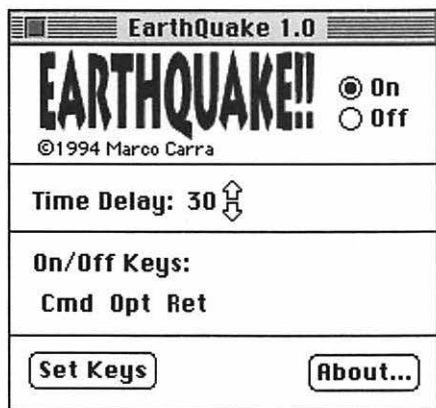 EarthQuake 1.0
EARTHQUAKE!!
On
Off
©1994 Marco Carra
Time Delay: 30
On/Off Keys:
Cmd Opt Ret
Set Keys
About...